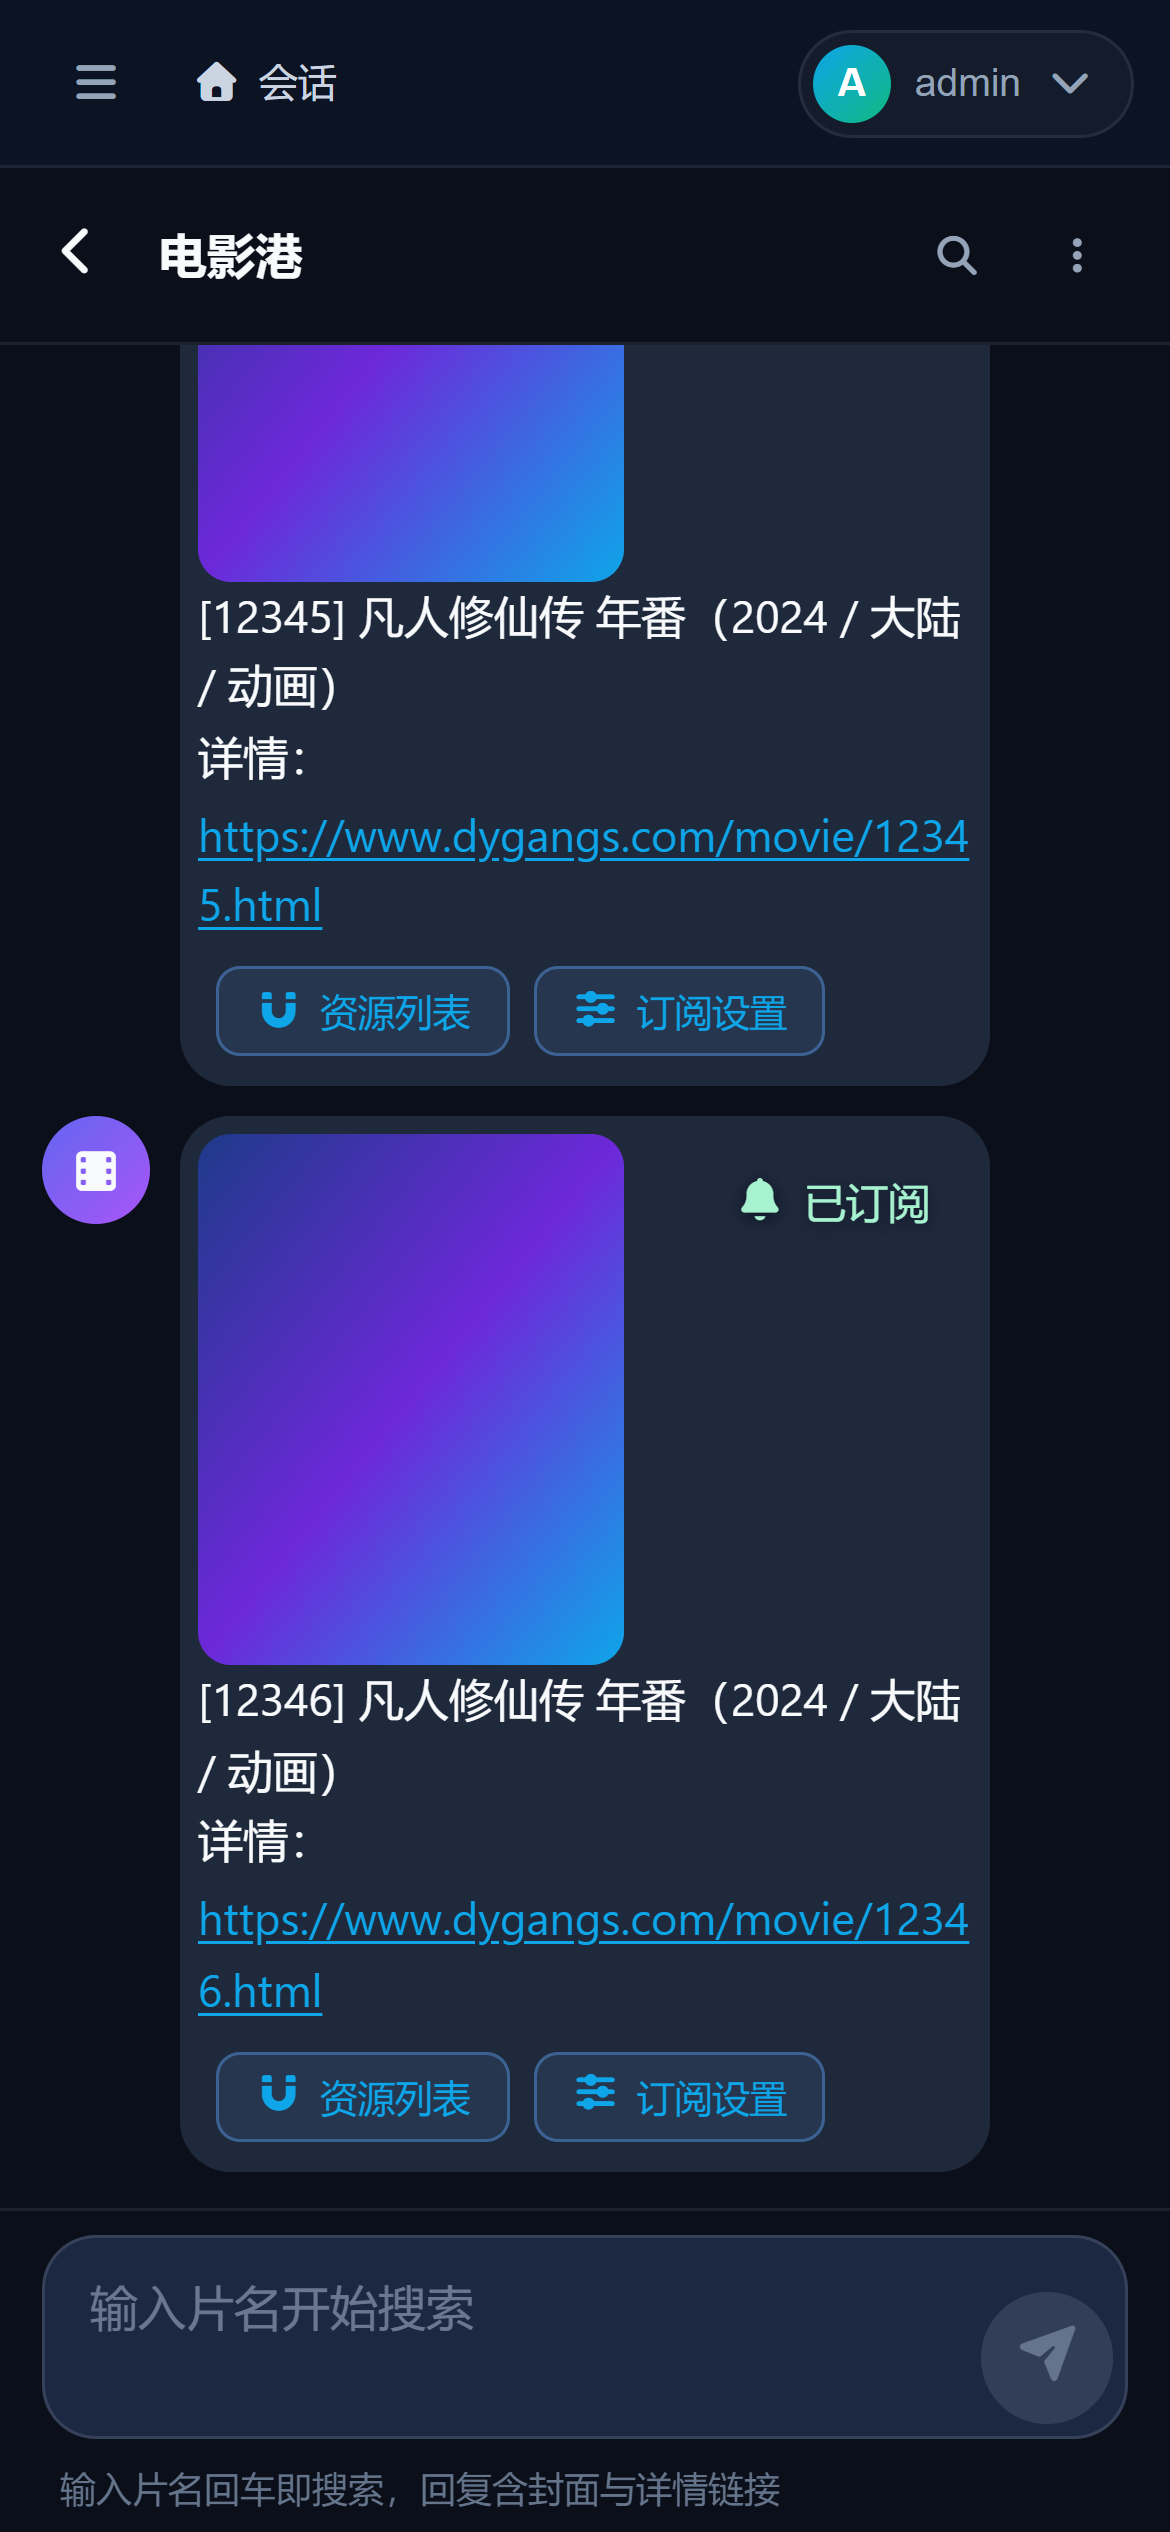 会话
A admin
电影港
[12345] 凡人修仙传 年番（2024 / 大陆
/ 动画）
详情：
https://www.dygangs.com/movie/1234
5.html
资源列表 订阅设置
已订阅
[12346] 凡人修仙传 年番（2024 / 大陆
/ 动画）
详情：
https://www.dygangs.com/movie/1234
6.html
资源列表 订阅设置
输入片名开始搜索
输入片名回车即搜索，回复含封面与详情链接